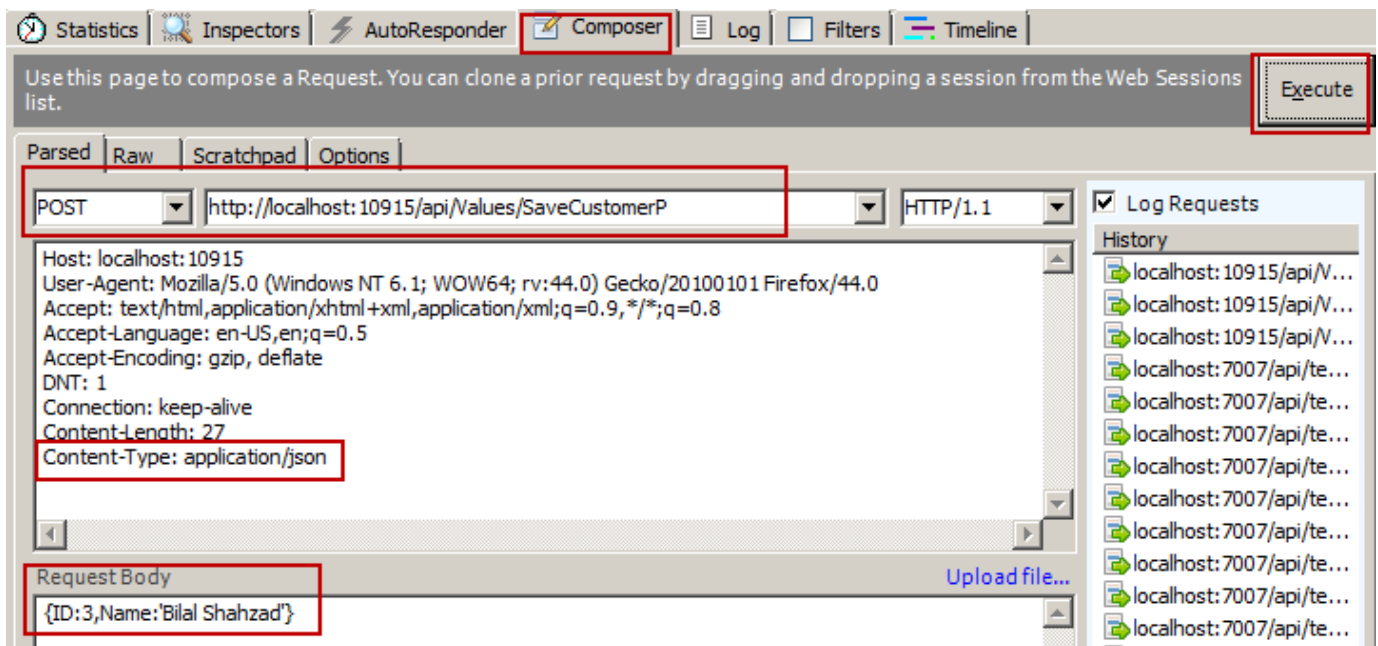 Statistics Inspectors AutoResponder Composer Log Filters Timeline
Use this page to compose a Request. You can clone a prior request by dragging and dropping a session from the Web Sessions
list.
Execute
Parsed Raw Scratchpad Options
POST http://localhost:10915/api/Values/SaveCustomerP HTTP/1.1
Host: localhost:10915
User-Agent: Mozilla/5.0 (Windows NT 6.1; WOW64; rv:44.0) Gecko/20100101 Firefox/44.0
Accept: text/html,application/xhtml+xml,application/xml;q=0.9,*/*;q=0.8
Accept-Language: en-US,en;q=0.5
Accept-Encoding: gzip, deflate
DNT: 1
Connection: keep-alive
Content-Length: 27
Content-Type: application/json
Request Body Upload file...
{ID:3,Name:'Bilal Shahzad'}
Log Requests
History
localhost:10915/api/V...
localhost:10915/api/V...
localhost:10915/api/V...
localhost:7007/api/te...
localhost:7007/api/te...
localhost:7007/api/te...
localhost:7007/api/te...
localhost:7007/api/te...
localhost:7007/api/te...
localhost:7007/api/te...
localhost:7007/api/te...
localhost:7007/api/te...